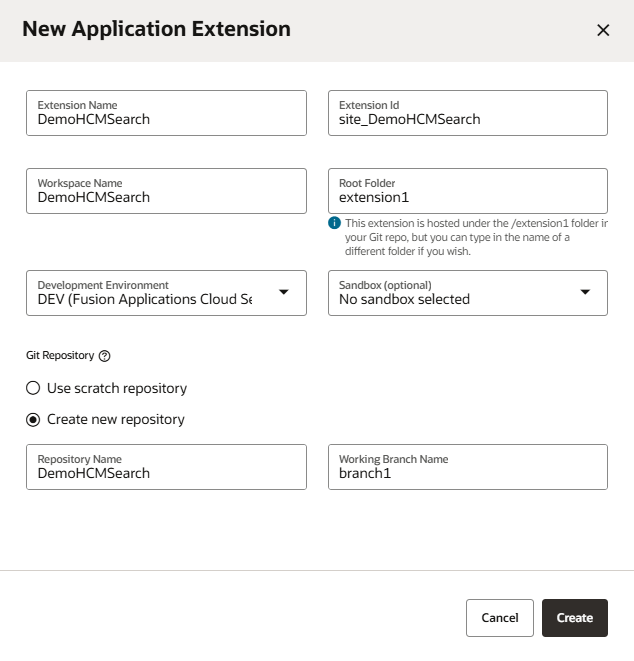 New Application Extension
Extension Name
DemoHCMSearch
Extension Id
site_DemoHCMSearch
Workspace Name
DemoHCMSearch
Root Folder
extension1
This extension is hosted under the /extension1 folder in
your Git repo, but you can type in the name of a
different folder if you wish.
Development Environment
DEV (Fusion Applications Cloud Se
Sandbox (optional)
No sandbox selected
Git Repository
Use scratch repository
Create new repository
Repository Name
DemoHCMSearch
Working Branch Name
branch1
Cancel
Create